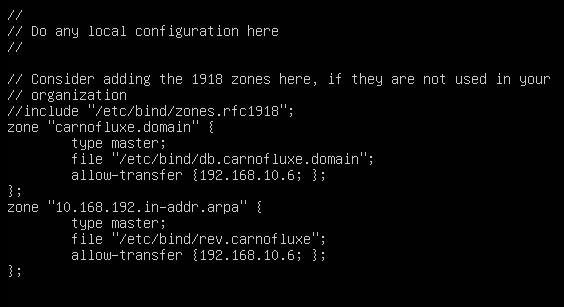 //
// Do any local configuration here
//
// Consider adding the 1918 zones here, if they are not used in your
// organization
//include "/etc/bind/zones.rfc1918";
zone "carnofluxe.domain" {
type master;
file "/etc/bind/db.carnofluxe.domain";
allow-transfer {192.168.10.6; };
};
zone "10.168.192.in-addr.arpa" {
type master;
file "/etc/bind/rev.carnofluxe";
allow-transfer {192.168.10.6; };
};